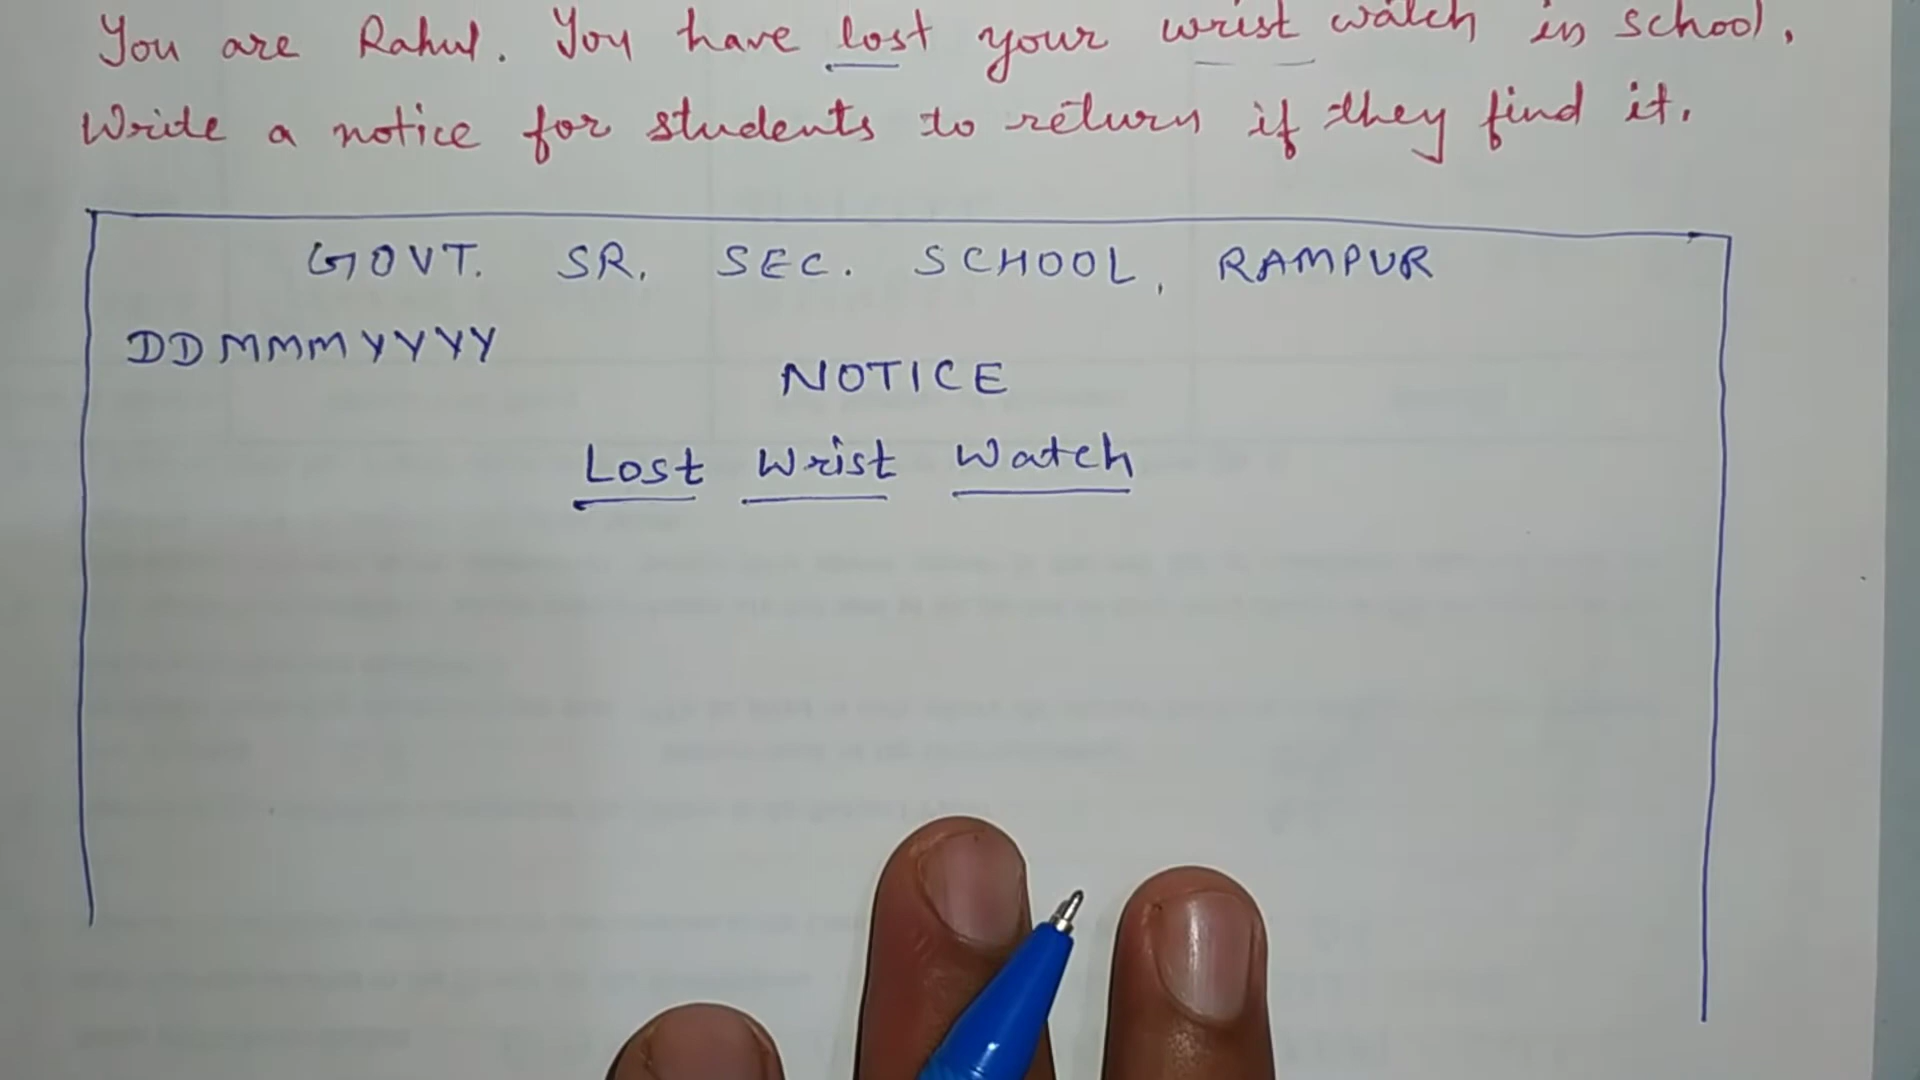 You are Rahul. You have lost your wrist watch in school.
Write a notice for students to return if they find it.
GOVT. SR. SEC. SCHOOL, RAMPUR
DDMMMYYYY
NOTICE
Lost Wrist Watch